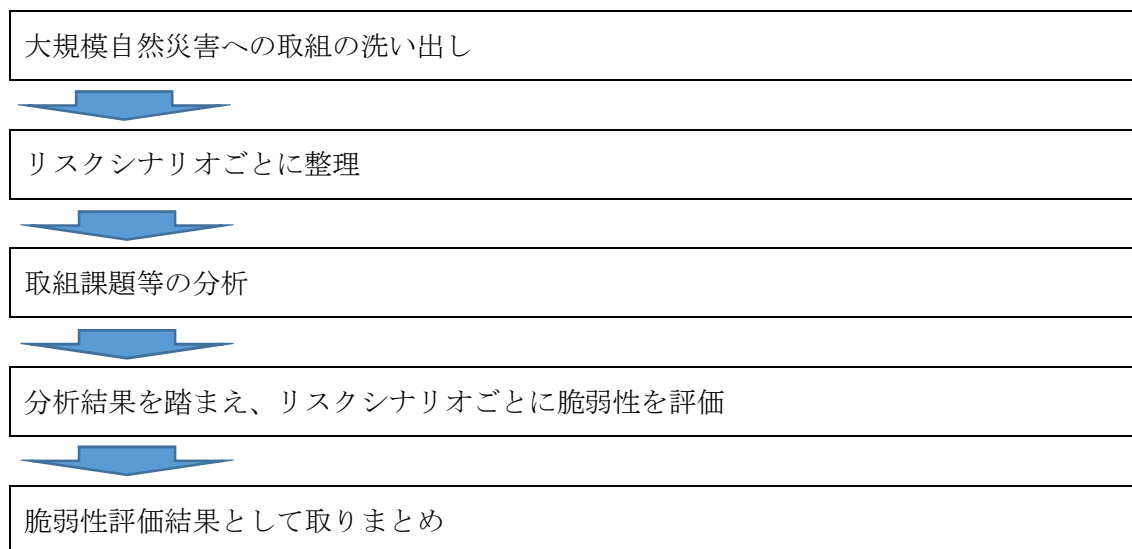 大規模自然災害への取組の洗い出し
リスクシナリオごとに整理
取組課題等の分析
分析結果を踏まえ、リスクシナリオごとに脆弱性を評価
脆弱性評価結果として取りまとめ